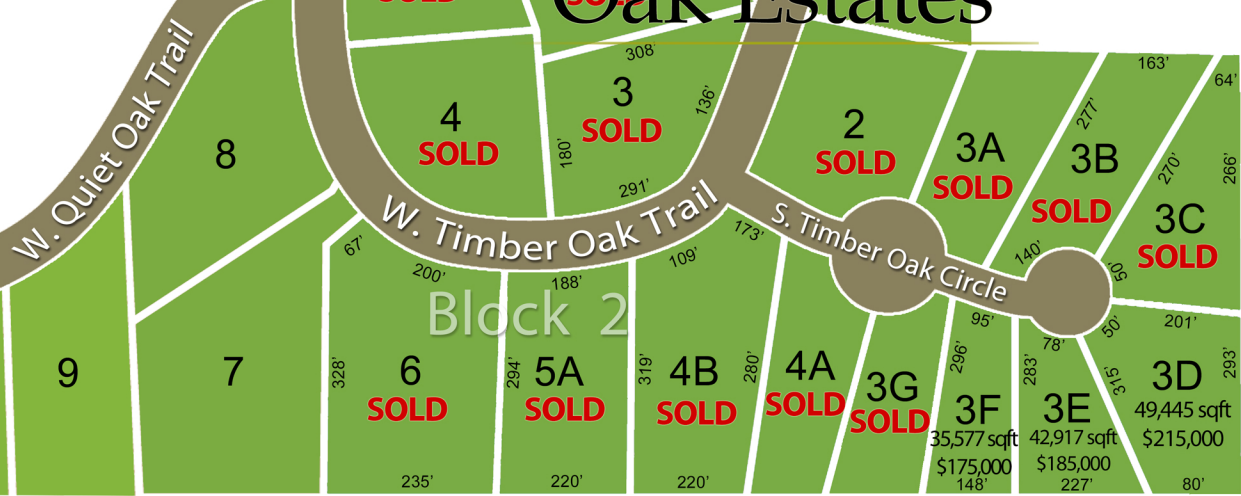 SOLD
SOLD
Oak Estates
W. Quiet Oak Trail
308'
163'
64'
8
4
SOLD
180'
3
SOLD
136'
291'
2
SOLD
3A
SOLD
277'
3B
SOLD
270'
266'
3C
SOLD
W. Timber Oak Trail
S. Timber Oak Circle
67'
200'
188'
109'
173'
140'
50'
Block 2
95'
78'
50'
201'
9
7
328'
6
SOLD
235'
294'
5A
SOLD
220'
319'
4B
SOLD
220'
280'
4A
SOLD
3G
SOLD
296'
3F
35,577 sqft
$175,000
148'
283'
3E
42,917 sqft
$185,000
227'
315'
3D
49,445 sqft
$215,000
293'
80'